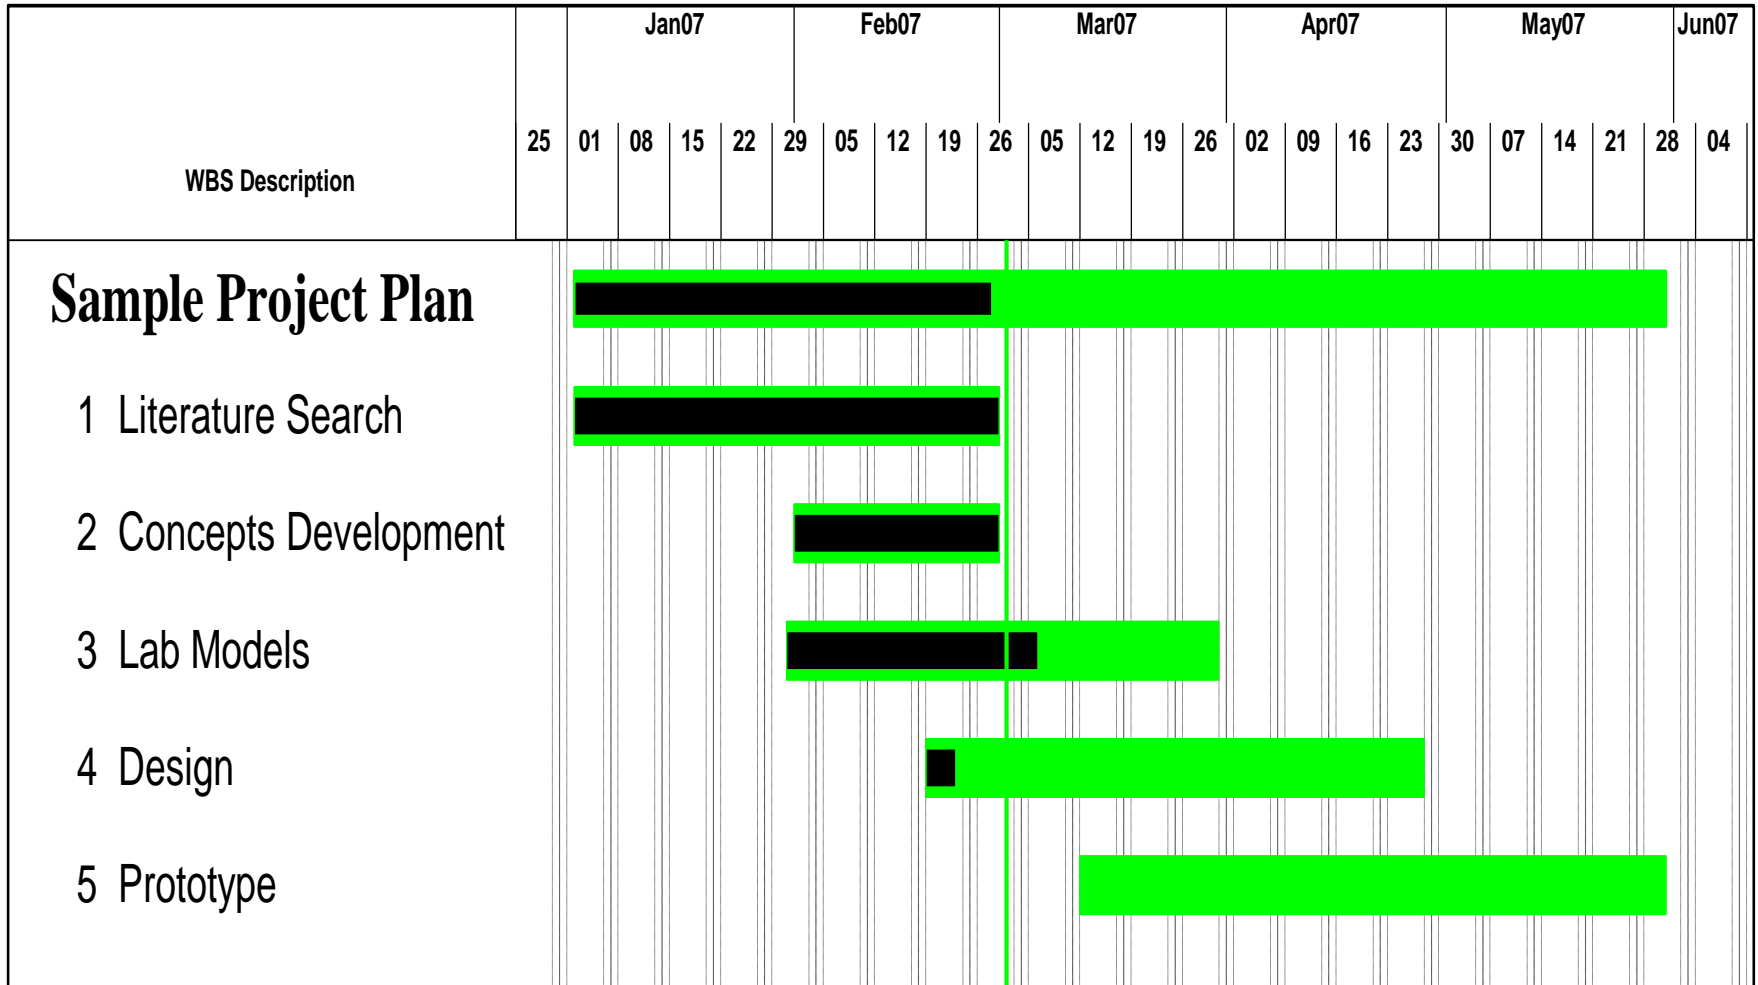 Jan07 Feb07 Mar07 Apr07 May07 Jun07
25 01 08 15 22 29 05 12 19 26 05 12 19 26 02 09 16 23 30 07 14 21 28 04
WBS Description
Sample Project Plan
1 Literature Search
2 Concepts Development
3 Lab Models
4 Design
5 Prototype